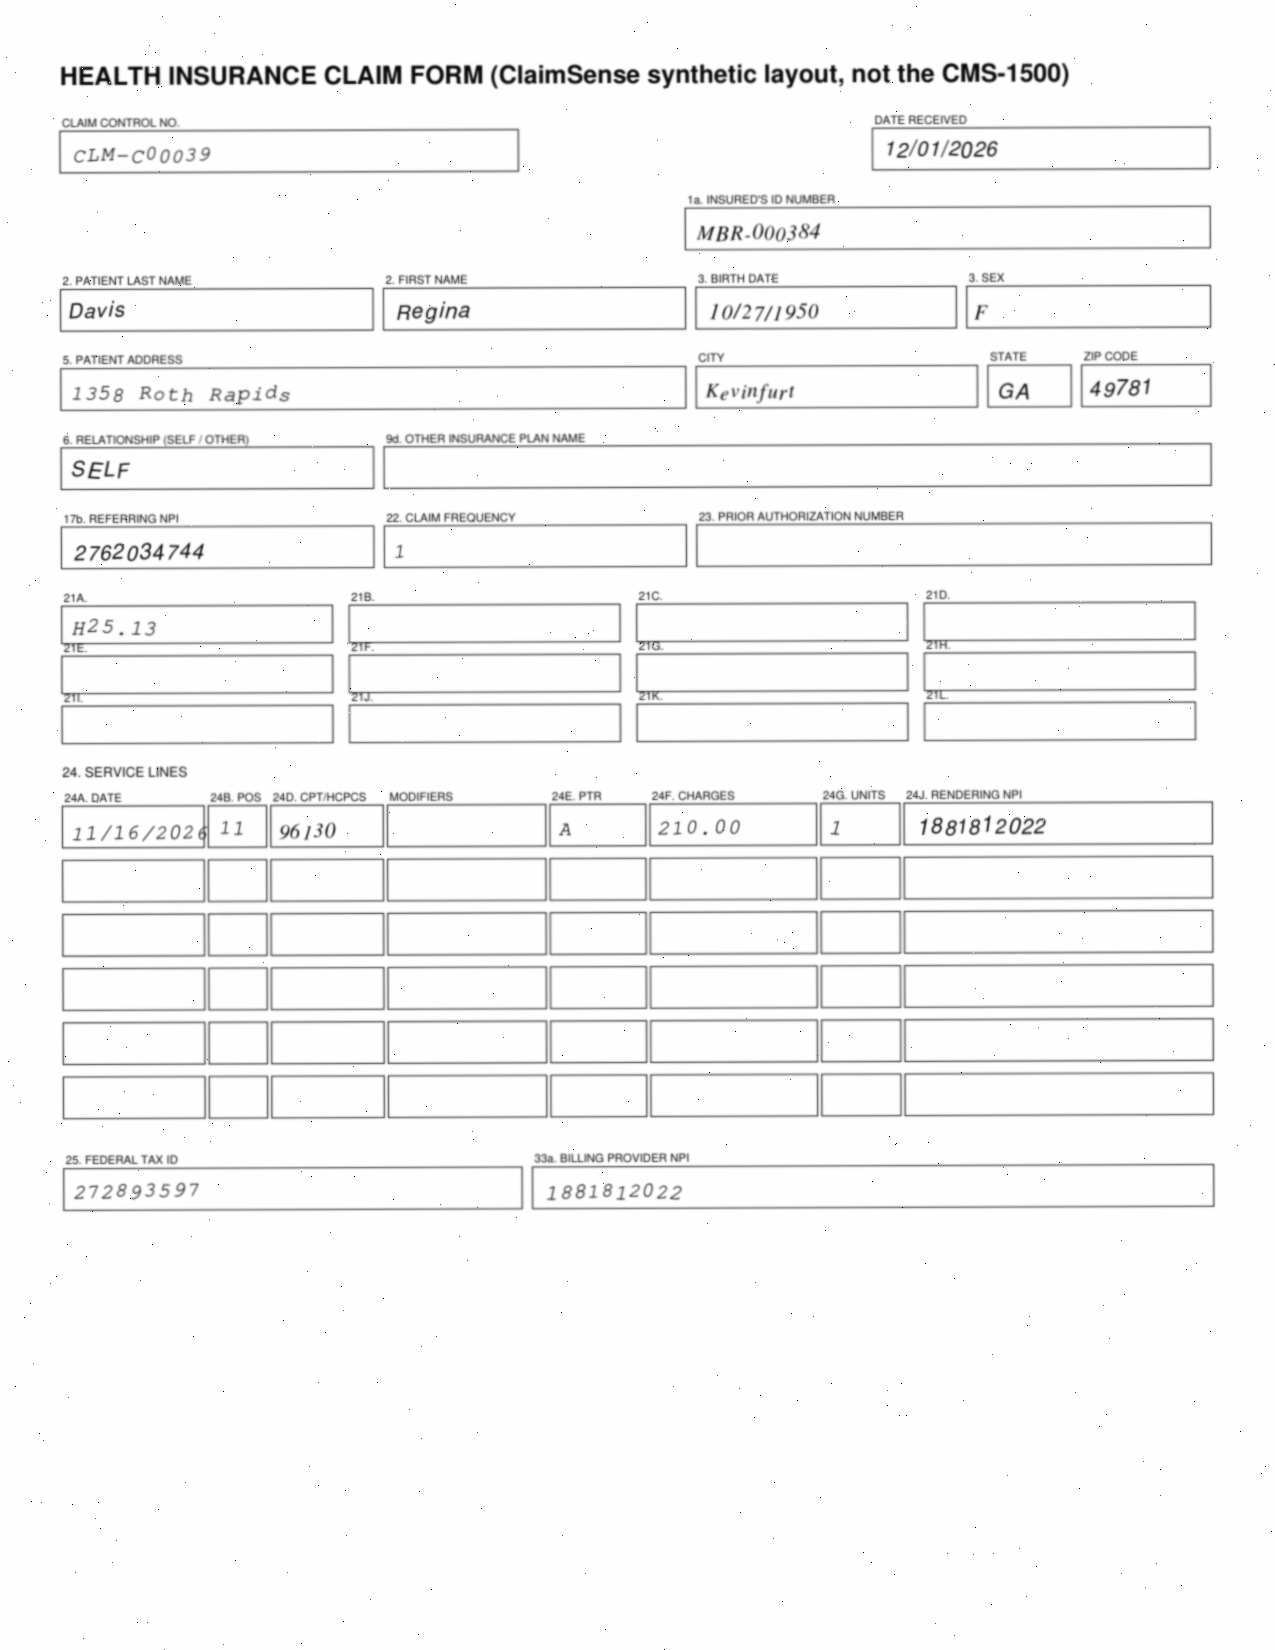 HEALTH INSURANCE CLAIM FORM (ClaimSense synthetic layout, not the CMS-1500)
CLAIM CONTROL NO. DATE RECEIVED
CLM-C00039 12/01/2026
1a. INSURED'S ID NUMBER
MBR-000384
2. PATIENT LAST NAME 2. FIRST NAME 3. BIRTH DATE 3. SEX
Davis Regina 10/27/1950 F
5. PATIENT ADDRESS CITY STATE ZIP CODE
1358 Roth Rapids Kevinfurt GA 49781
6. RELATIONSHIP (SELF / OTHER) 9d. OTHER INSURANCE PLAN NAME
SELF
17b. REFERRING NPI 22. CLAIM FREQUENCY 23. PRIOR AUTHORIZATION NUMBER
2762034744 1
21A. 21B. 21C. 21D.
H25.13
21E. 21F. 21G. 21H.
21I. 21J. 21K. 21L.
24. SERVICE LINES
24A. DATE 24B. POS 24D. CPT/HCPCS MODIFIERS 24E. PTR 24F. CHARGES 24G. UNITS 24J. RENDERING NPI
11/16/2026 11 96130 A 210.00 1 1881812022
25. FEDERAL TAX ID 33a. BILLING PROVIDER NPI
272893597 1881812022